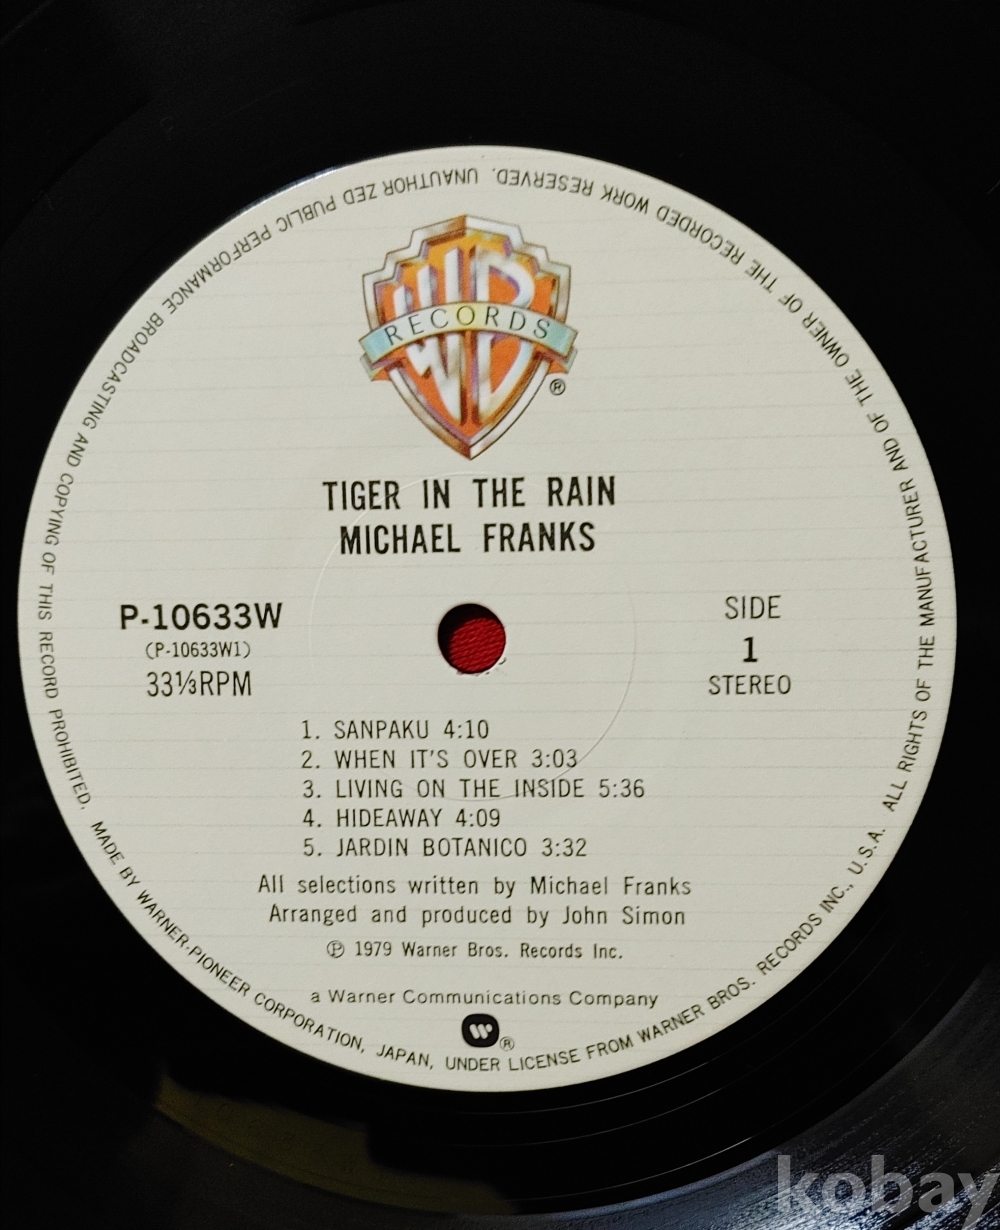 WB
RECORDS
®
TIGER IN THE RAIN
MICHAEL FRANKS
P-10633W
(P-10633W1)
33⅓RPM
SIDE
1
STEREO
1. SANPAKU 4:10
2. WHEN IT'S OVER 3:03
3. LIVING ON THE INSIDE 5:36
4. HIDEAWAY 4:09
5. JARDIN BOTANICO 3:32
All selections written by Michael Franks
Arranged and produced by John Simon
℗ 1979 Warner Bros. Records Inc.
a Warner Communications Company
®
MADE BY WARNER-PIONEER CORPORATION, JAPAN, UNDER LICENSE FROM WARNER BROS. RECORDS INC., U.S.A. ALL RIGHTS OF THE MANUFACTURER AND OF THE OWNER OF THE RECORDED WORK RESERVED. UNAUTHOR ZED PUBLIC PERFORMANCE BROADCASTING AND COPYING OF THIS RECORD PROHIBITED.
kobay